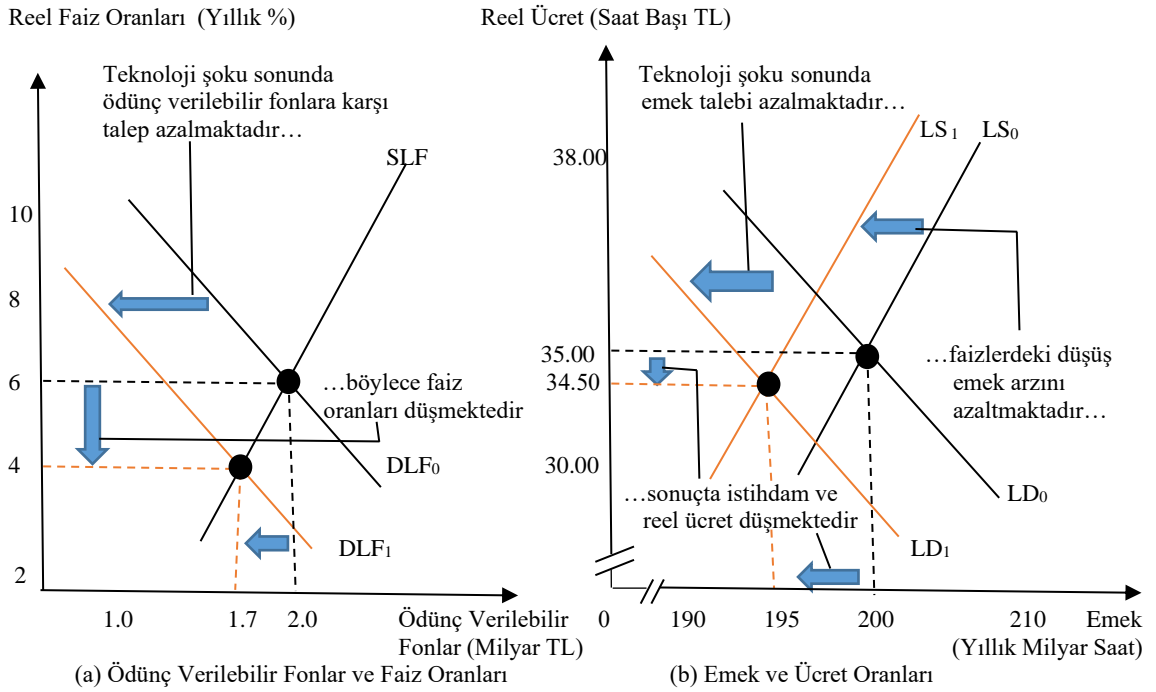 Reel Faiz Oranları (Yıllık %)
Teknoloji şoku sonunda
ödünç verilebilir fonlara karşı
talep azalmaktadır…
SLF
10
8
6
4
2
…böylece faiz
oranları düşmektedir
DLF0
DLF1
1.0
1.7
2.0
Ödünç Verilebilir
Fonlar (Milyar TL)
(a) Ödünç Verilebilir Fonlar ve Faiz Oranları
Reel Ücret (Saat Başı TL)
Teknoloji şoku sonunda
emek talebi azalmaktadır…
LS1
LS0
38.00
35.00
34.50
30.00
…faizlerdeki düşüş
emek arzını
azaltmaktadır…
…sonuçta istihdam ve
reel ücret düşmektedir
LD0
LD1
0
190
195
200
210
Emek
(Yıllık Milyar Saat)
(b) Emek ve Ücret Oranları